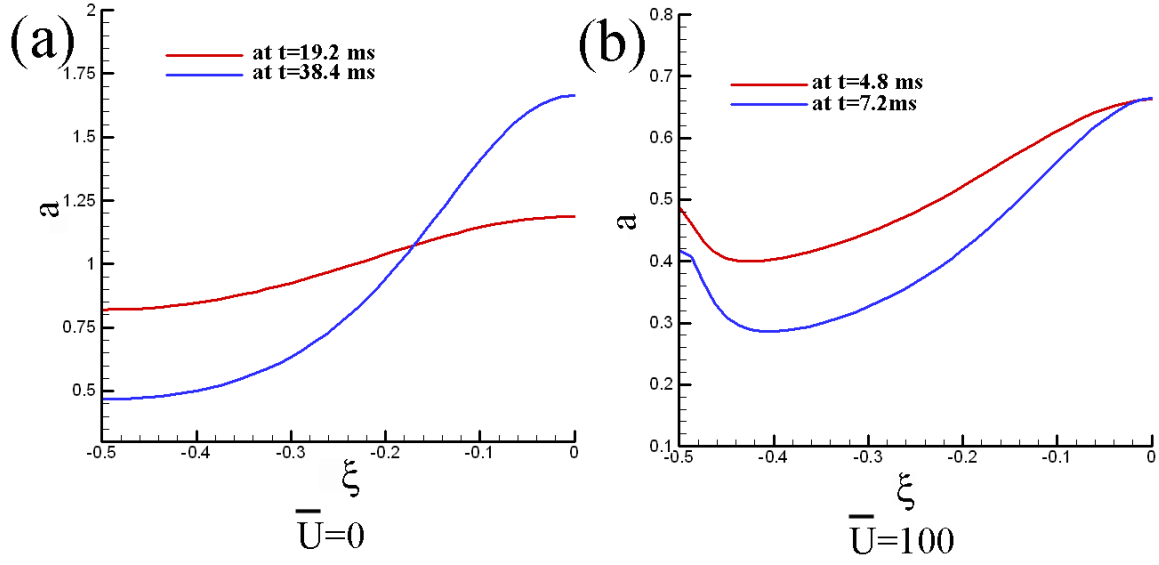 (a)
2
at t=19.2 ms
at t=38.4 ms
1.75
1.5
1.25
a
1
0.75
0.5
-0.5 -0.4 -0.3 -0.2 -0.1 0
ξ
U̅=0
(b)
0.8
at t=4.8 ms
at t=7.2ms
0.7
0.6
0.5
a
0.4
0.3
0.2
0.1
-0.5 -0.4 -0.3 -0.2 -0.1 0
ξ
U̅=100